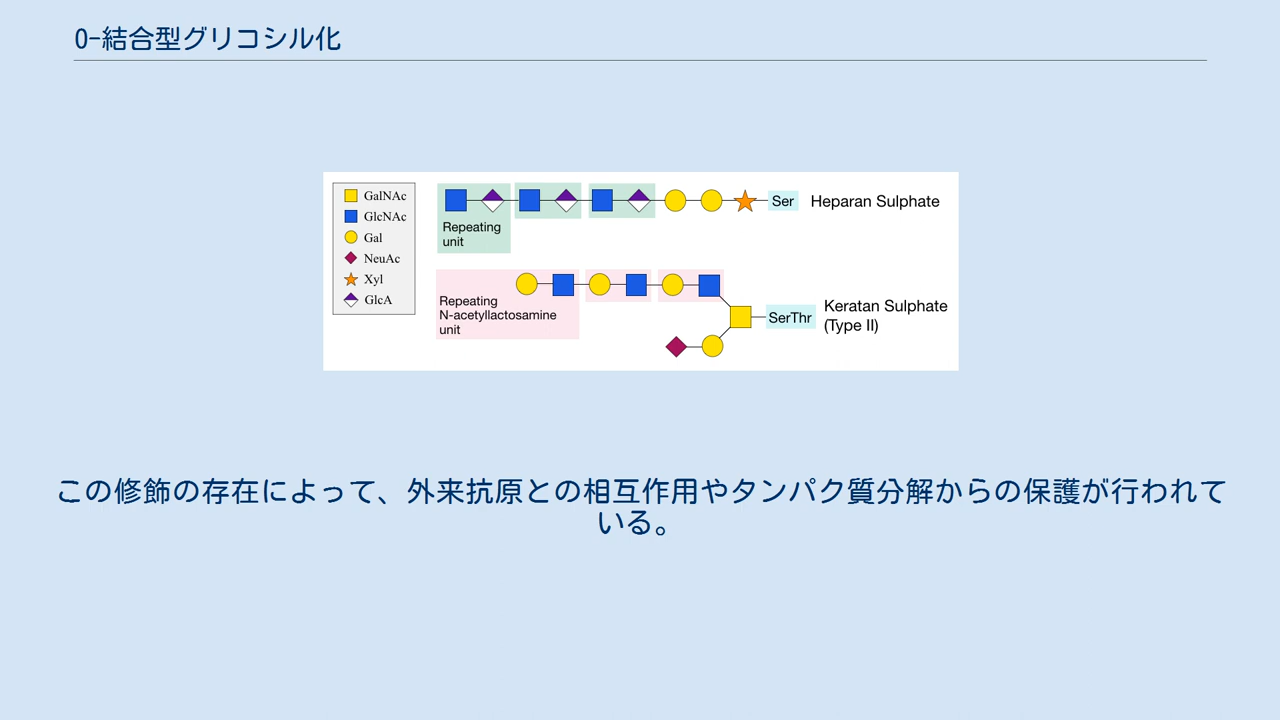 O-結合型グリコシル化
GalNAc
GlcNAc
Gal
NeuAc
Xyl
GlcA
Ser
Heparan Sulphate
Repeating
unit
Repeating
N-acetyllactosamine
unit
SerThr
Keratan Sulphate
(Type II)
この修飾の存在によって、外来抗原との相互作用やタンパク質分解からの保護が行われて
いる。